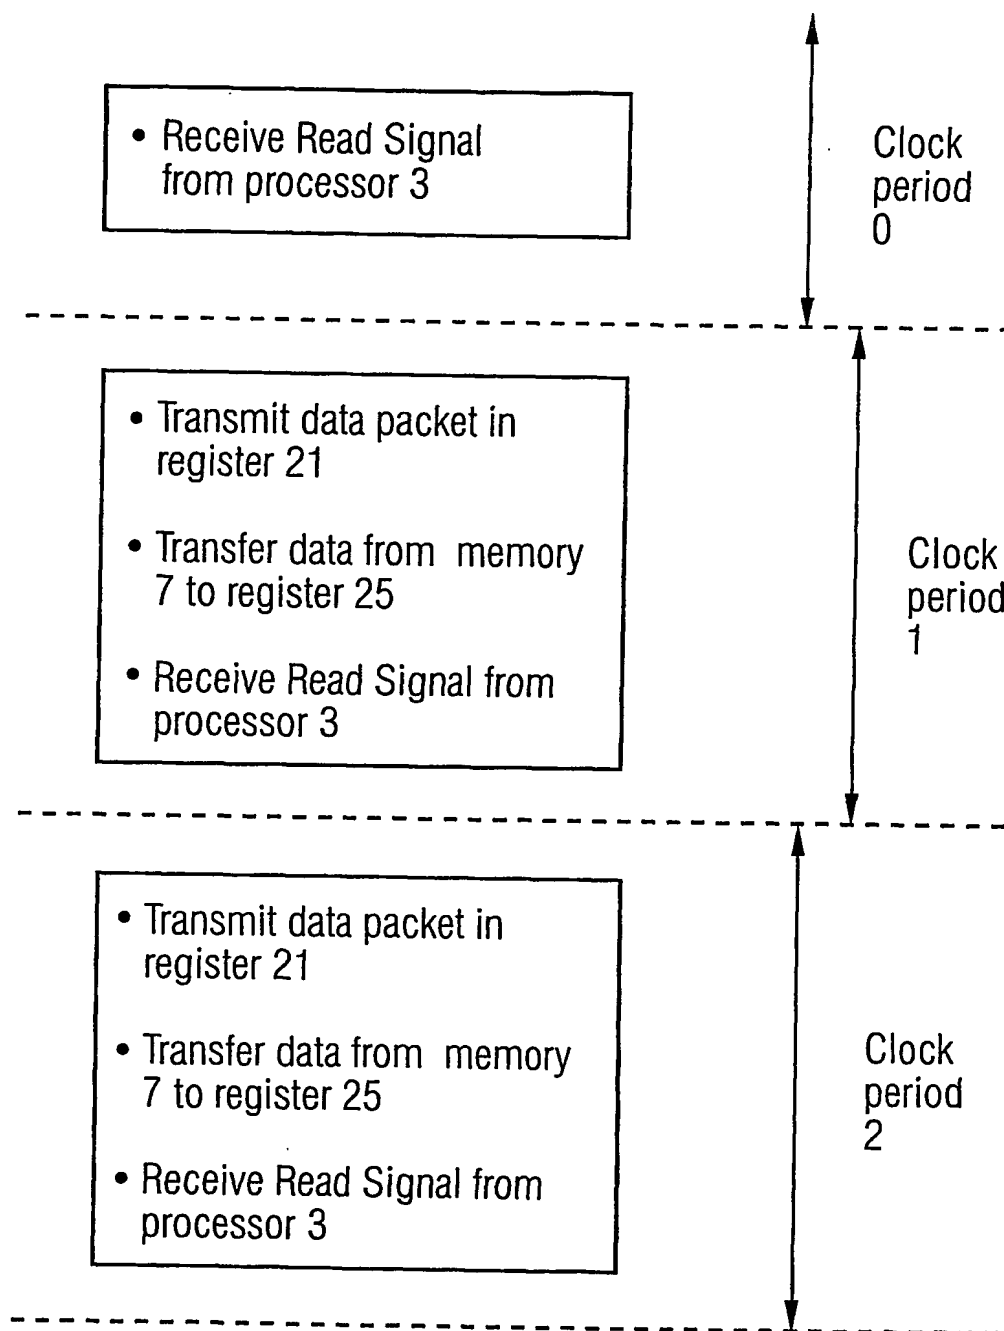 • Receive Read Signal
from processor 3
Clock
period
0
• Transmit data packet in
register 21
• Transfer data from memory
7 to register 25
• Receive Read Signal from
processor 3
Clock
period
1
• Transmit data packet in
register 21
• Transfer data from memory
7 to register 25
• Receive Read Signal from
processor 3
Clock
period
2